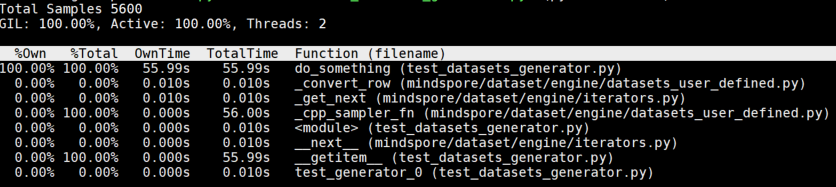 Total Samples 5600
GIL: 100.00%, Active: 100.00%, Threads: 2
%Own %Total OwnTime TotalTime Function (filename)
100.00% 100.00% 55.99s 55.99s do_something (test_datasets_generator.py)
0.00% 0.00% 0.010s 0.010s _convert_row (mindspore/dataset/engine/datasets_user_defined.py)
0.00% 0.00% 0.010s 0.010s _get_next (mindspore/dataset/engine/iterators.py)
0.00% 100.00% 0.000s 56.00s _cpp_sampler_fn (mindspore/dataset/engine/datasets_user_defined.py)
0.00% 0.00% 0.000s 0.010s <module> (test_datasets_generator.py)
0.00% 0.00% 0.000s 0.010s __next__ (mindspore/dataset/engine/iterators.py)
0.00% 100.00% 0.000s 55.99s __getitem__ (test_datasets_generator.py)
0.00% 0.00% 0.000s 0.010s test_generator_0 (test_datasets_generator.py)